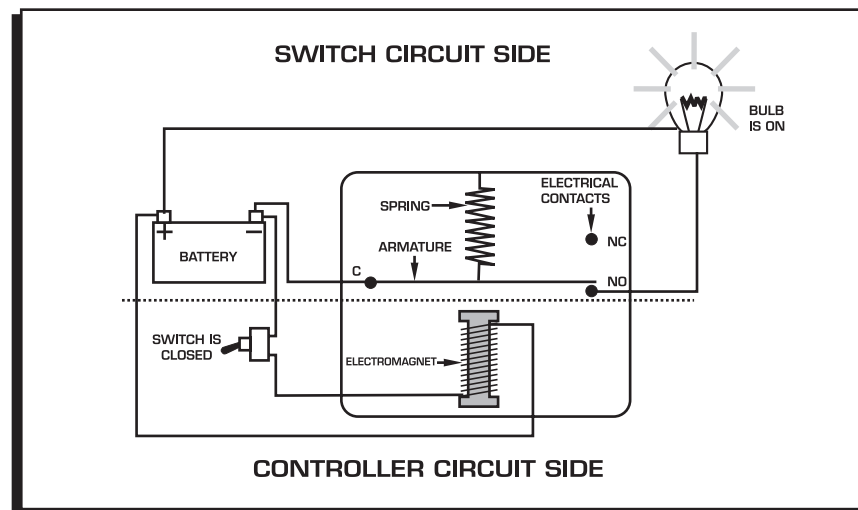 SWITCH CIRCUIT SIDE
BULB
IS ON
ELECTRICAL
CONTACTS
SPRING
NC
ARMATURE
+
–
BATTERY
C
NO
SWITCH IS
CLOSED
ELECTROMAGNET
CONTROLLER CIRCUIT SIDE